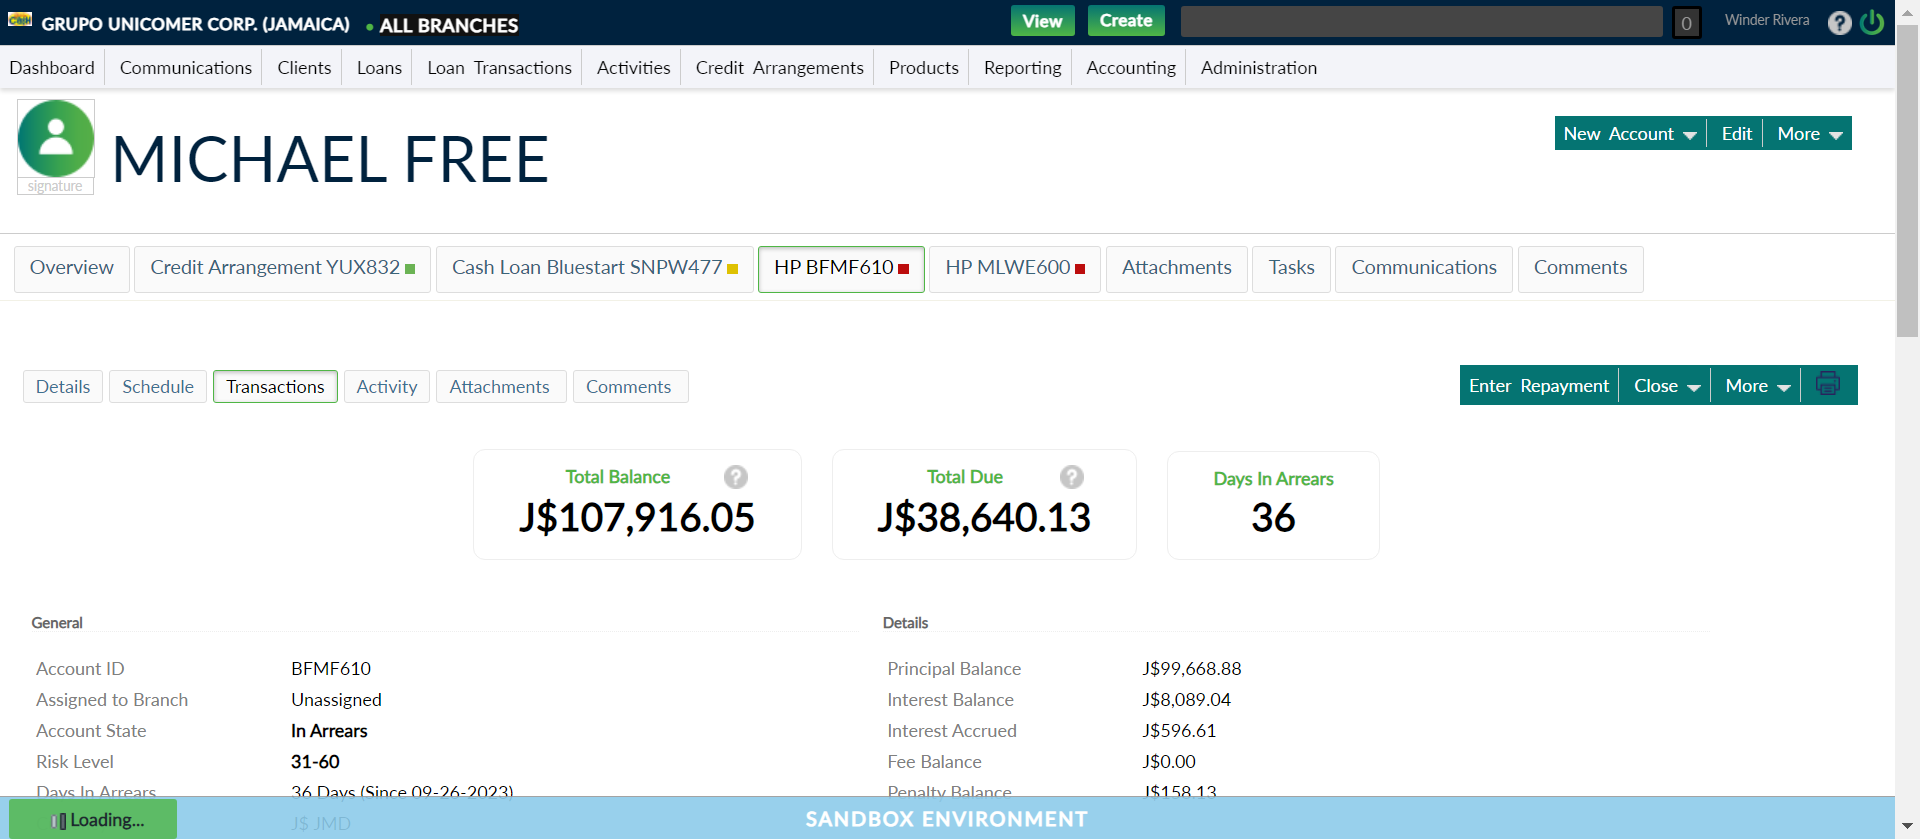 GRUPO UNICOMER CORP. (JAMAICA) • ALL BRANCHES View Create 0 Winder Rivera ?
Dashboard Communications Clients Loans Loan Transactions Activities Credit Arrangements Products Reporting Accounting Administration
signature
MICHAEL FREE
New Account Edit More
Overview Credit Arrangement YUX832 Cash Loan Bluestart SNPW477 HP BFMF610 HP MLWE600 Attachments Tasks Communications Comments
Details Schedule Transactions Activity Attachments Comments
Enter Repayment Close More
Total Balance ?
J$107,916.05
Total Due ?
J$38,640.13
Days In Arrears
36
General
Account ID BFMF610
Assigned to Branch Unassigned
Account State In Arrears
Risk Level 31-60
Days In Arrears 36 Days (Since 09-26-2023)
J$ JMD
Details
Principal Balance J$99,668.88
Interest Balance J$8,089.04
Interest Accrued J$596.61
Fee Balance J$0.00
Penalty Balance J$158.13
Loading...
SANDBOX ENVIRONMENT